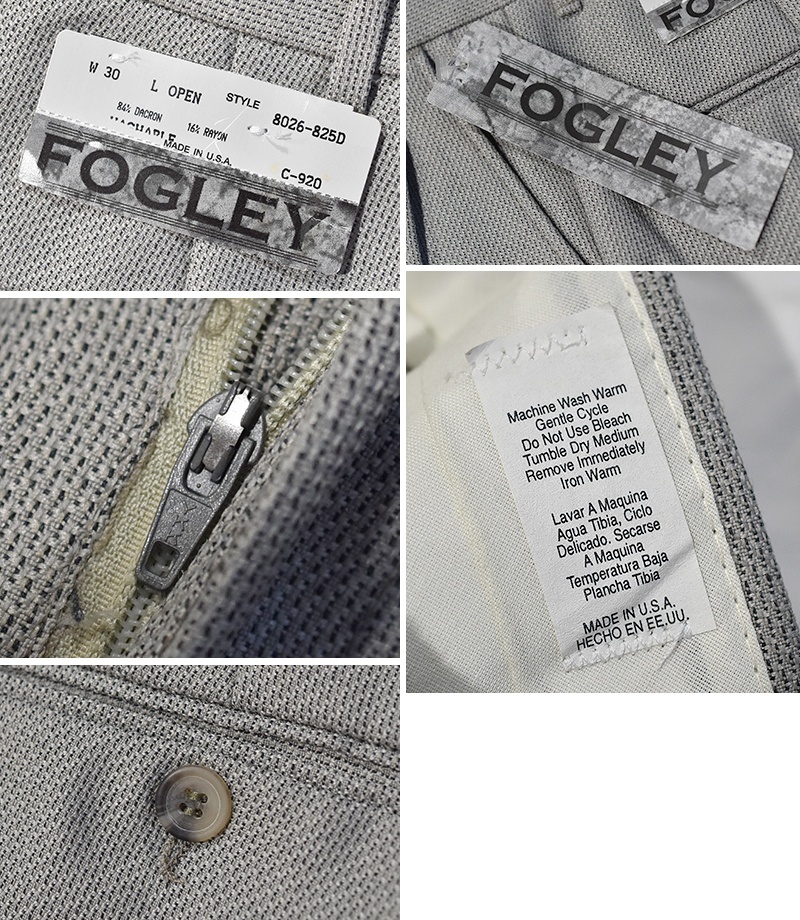 W 30 L OPEN STYLE 8026-825D
84% DACRON 16% RAYON
WASHABLE
MADE IN U.S.A.
C-920
FOGLEY
FO
FOGLEY
YKK
Machine Wash Warm
Gentle Cycle
Do Not Use Bleach
Tumble Dry Medium
Remove Immediately
Iron Warm
Lavar A Maquina
Agua Tibia, Ciclo
Delicado. Secarse
A Maquina
Temperatura Baja
Plancha Tibia
MADE IN U.S.A.
HECHO EN EE.UU.